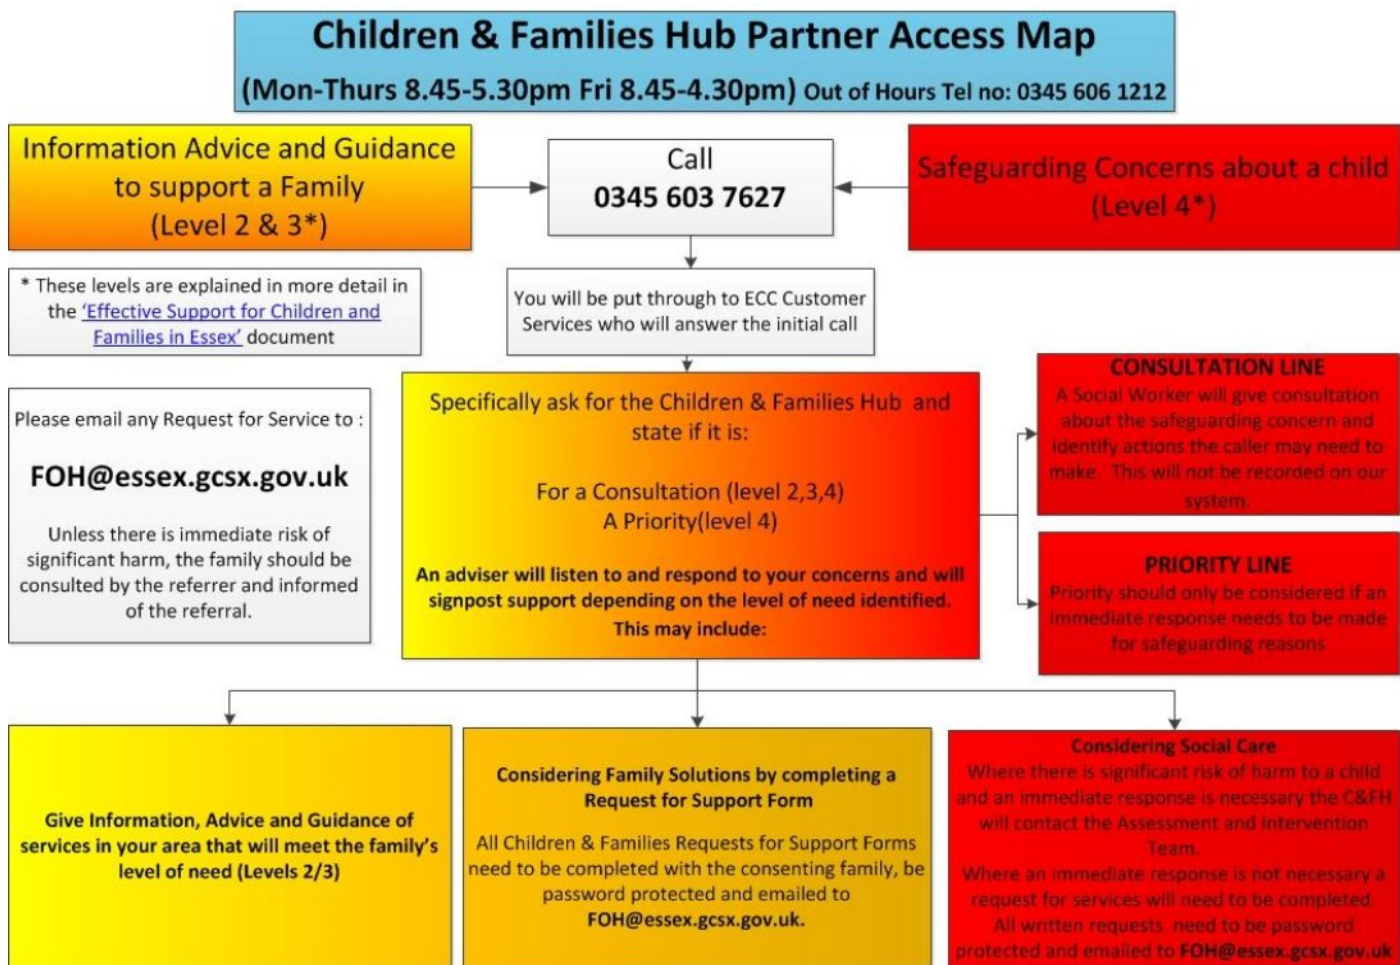 Children & Families Hub Partner Access Map
(Mon-Thurs 8.45-5.30pm Fri 8.45-4.30pm) Out of Hours Tel no: 0345 606 1212
Information Advice and Guidance
to support a Family
(Level 2 & 3*)
Call
0345 603 7627
Safeguarding Concerns about a child
(Level 4*)
* These levels are explained in more detail in
the 'Effective Support for Children and
Families in Essex' document
You will be put through to ECC Customer
Services who will answer the initial call
Please email any Request for Service to :
FOH@essex.gcsx.gov.uk
Unless there is immediate risk of
significant harm, the family should be
consulted by the referrer and informed
of the referral.
Specifically ask for the Children & Families Hub and
state if it is:
For a Consultation (level 2,3,4)
A Priority(level 4)
An adviser will listen to and respond to your concerns and will
signpost support depending on the level of need identified.
This may include:
CONSULTATION LINE
A Social Worker will give consultation
about the safeguarding concern and
identify actions the caller may need to
make. This will not be recorded on our
system.
PRIORITY LINE
Priority should only be considered if an
immediate response needs to be made
for safeguarding reasons
Give Information, Advice and Guidance of
services in your area that will meet the family's
level of need (Levels 2/3)
Considering Family Solutions by completing a
Request for Support Form
All Children & Families Requests for Support Forms
need to be completed with the consenting family, be
password protected and emailed to
FOH@essex.gcsx.gov.uk.
Considering Social Care
Where there is significant risk of harm to a child
and an immediate response is necessary the C&FH
will contact the Assessment and Intervention
Team.
Where an immediate response is not necessary a
request for services will need to be completed.
All written requests need to be password
protected and emailed to FOH@essex.gcsx.gov.uk